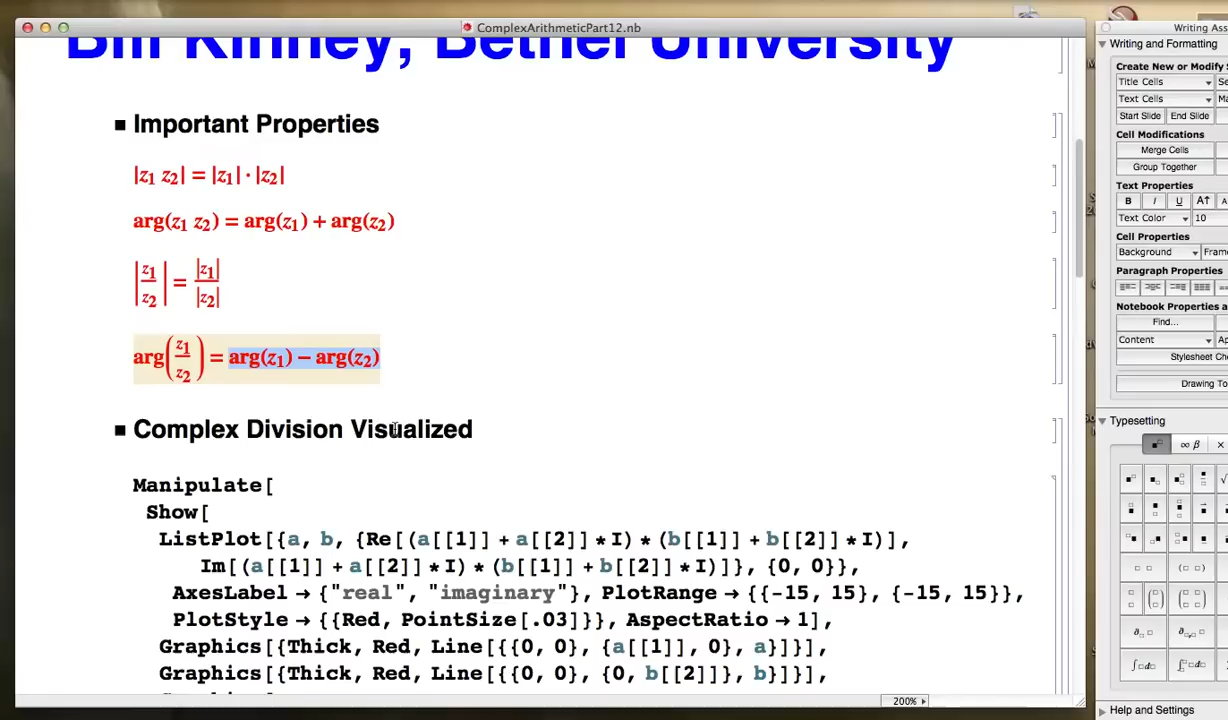 ComplexArithmeticPart12.nb
Bill Kinney, Bethel University
Important Properties
|z1 z2| = |z1| · |z2|
arg(z1 z2) = arg(z1) + arg(z2)
|z1/z2| = |z1|/|z2|
arg(z1/z2) = arg(z1) − arg(z2)
Complex Division Visualized
Manipulate[
Show[
ListPlot[{a, b, {Re[(a[[1]] + a[[2]] * I) * (b[[1]] + b[[2]] * I)],
Im[(a[[1]] + a[[2]] * I) * (b[[1]] + b[[2]] * I)]}, {0, 0}},
AxesLabel → {"real", "imaginary"}, PlotRange → {{-15, 15}, {-15, 15}},
PlotStyle → {{Red, PointSize[.03]}}, AspectRatio → 1],
Graphics[{Thick, Red, Line[{{0, 0}, {a[[1]], 0}, a}]}],
Graphics[{Thick, Red, Line[{{0, 0}, {0, b[[2]]}, b}]}],
200%
Writing Ass
Writing and Formatting
Create New or Modify S
Title Cells
Text Cells
Start Slide End Slide
Cell Modifications
Merge Cells
Group Together
Text Properties
B I U A
Text Color 10
Cell Properties
Background Frame
Paragraph Properties
Notebook Properties a
Find...
Content
Stylesheet Ch
Drawing To
Typesetting
∞ β
∫□d□
Help and Settings